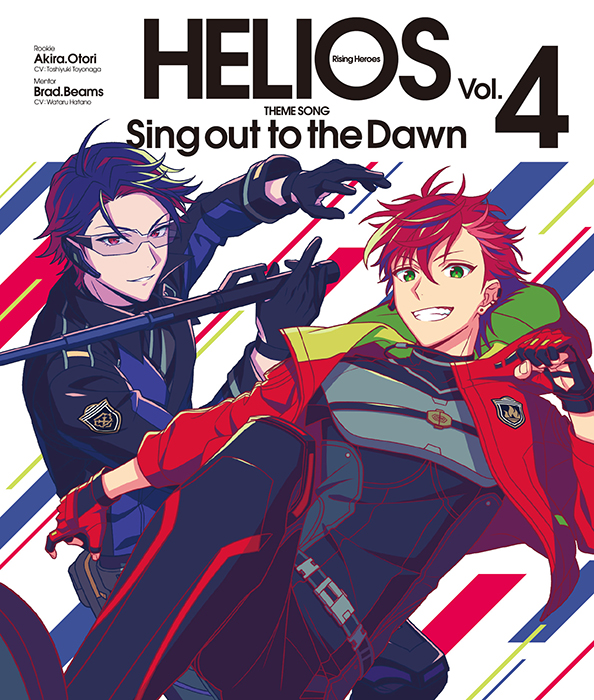 Rookie
Akira.Otori
CV : Toshiyuki Toyonaga
Mentor
Brad.Beams
CV : Wataru Hatano
HELIOS
Rising Heroes
Vol.4
THEME SONG
Sing out to the Dawn